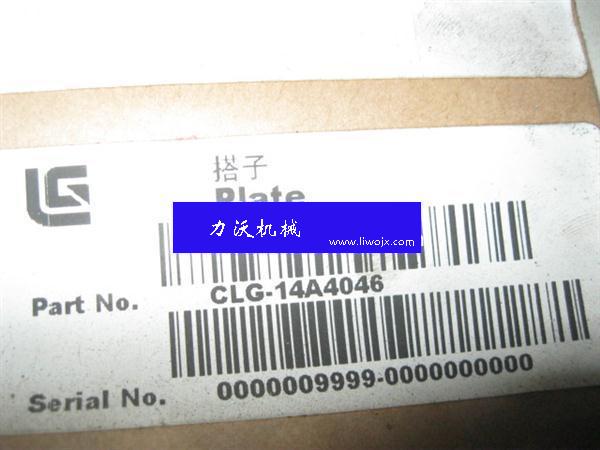 搭子
Plate
力沃机械
www.liwojx.com
Part No.
CLG-14A4046
Serial No.
0000009999-0000000000